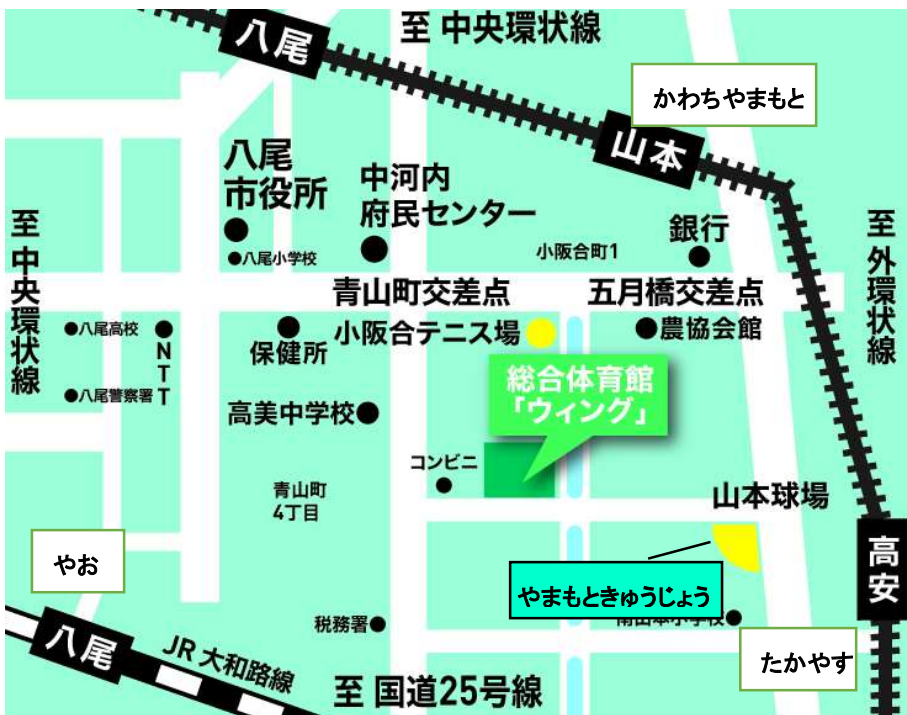 八尾
至 中央環状線
かわちやまもと
山本
八尾
市役所
中河内
府民センター
八尾小学校
小阪合町1
銀行
至 中央環状線
至 外環状線
青山町交差点
五月橋交差点
八尾高校
NTT
保健所
小阪合テニス場
農協会館
総合体育館
「ウィング」
八尾警察署
高美中学校
コンビニ
青山町
4丁目
山本球場
やお
やまもときゅうじょう
高安
税務署
南山本小学校
八尾
JR 大和路線
至 国道25号線
たかやす